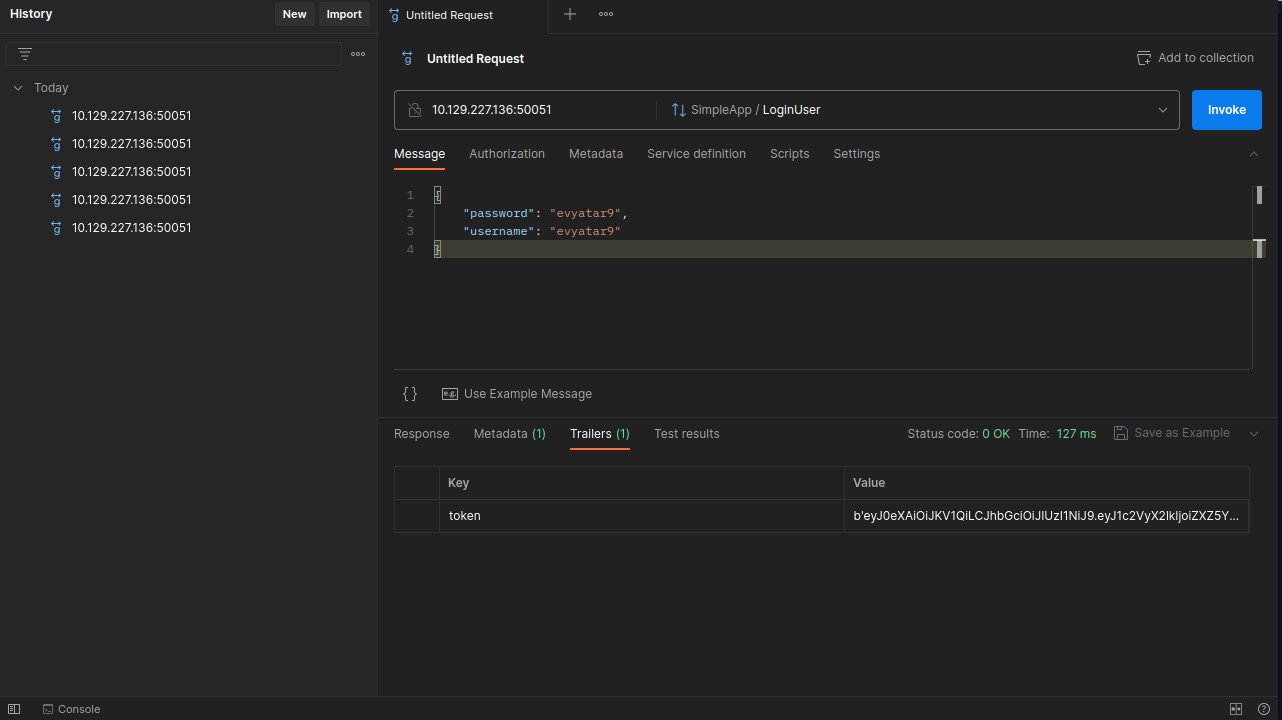 History
New
Import
Untitled Request
Today
10.129.227.136:50051
10.129.227.136:50051
10.129.227.136:50051
10.129.227.136:50051
10.129.227.136:50051
Untitled Request
Add to collection
10.129.227.136:50051
SimpleApp / LoginUser
Invoke
Message Authorization Metadata Service definition Scripts Settings
1 {
2 "password": "evyatar9",
3 "username": "evyatar9"
4 }
{} e.g. Use Example Message
Response Metadata (1) Trailers (1) Test results
Status code: 0 OK Time: 127 ms Save as Example
Key Value
token b'eyJ0eXAiOiJKV1QiLCJhbGciOiJIUzI1NiJ9.eyJ1c2VyX2lkIjoiZXZ5Y...
Console